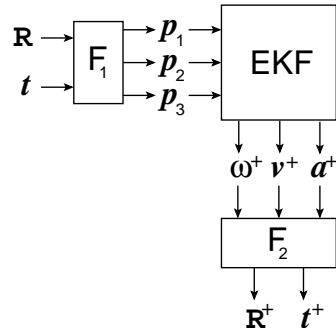 R
t
F₁
p₁
p₂
p₃
EKF
ω⁺ v⁺ a⁺
F₂
R⁺ t⁺